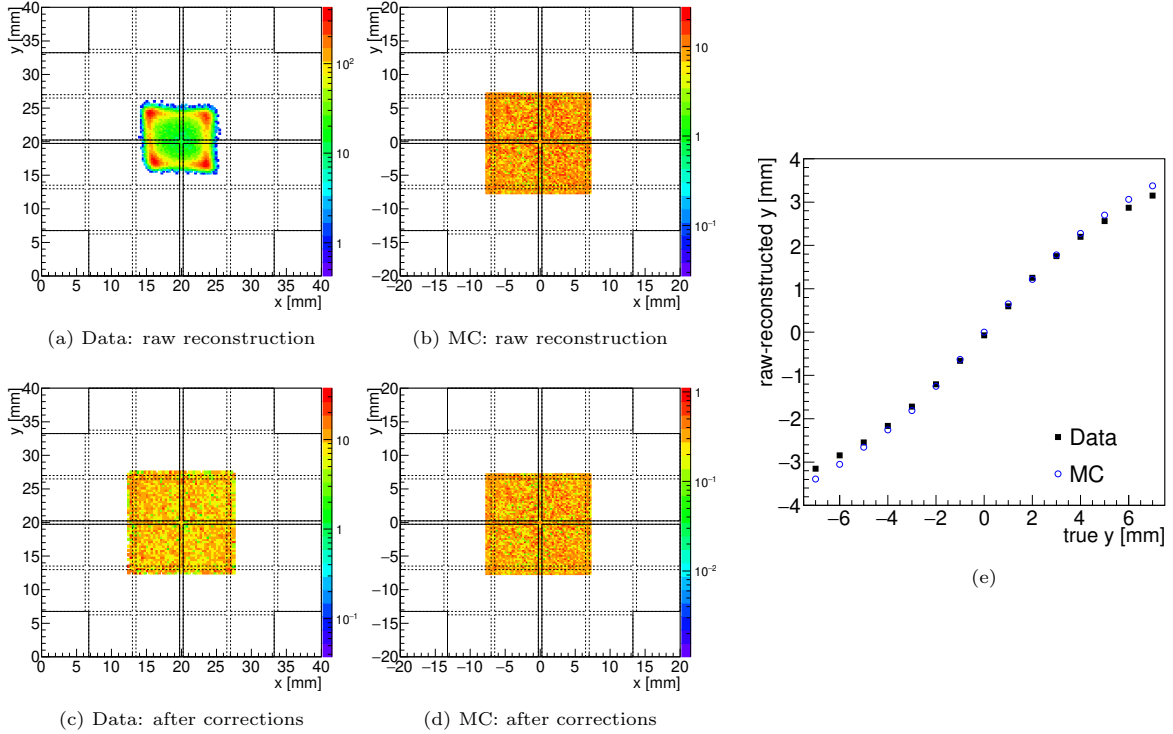 y [mm]
40
35
30
25
20
15
10
5
0
0 5 10 15 20 25 30 35 40
x [mm]
10²
10
1
(a) Data: raw reconstruction
y [mm]
20
15
10
5
0
−5
−10
−15
−20
−20 −15 −10 −5 0 5 10 15 20
x [mm]
10
1
10⁻¹
(b) MC: raw reconstruction
y [mm]
40
35
30
25
20
15
10
5
0
0 5 10 15 20 25 30 35 40
x [mm]
10
1
10⁻¹
(c) Data: after corrections
y [mm]
20
15
10
5
0
−5
−10
−15
−20
−20 −15 −10 −5 0 5 10 15 20
x [mm]
1
10⁻¹
10⁻²
(d) MC: after corrections
raw-reconstructed y [mm]
4
3
2
1
0
−1
−2
−3
−4
Data
MC
−6 −4 −2 0 2 4 6
true y [mm]
(e)